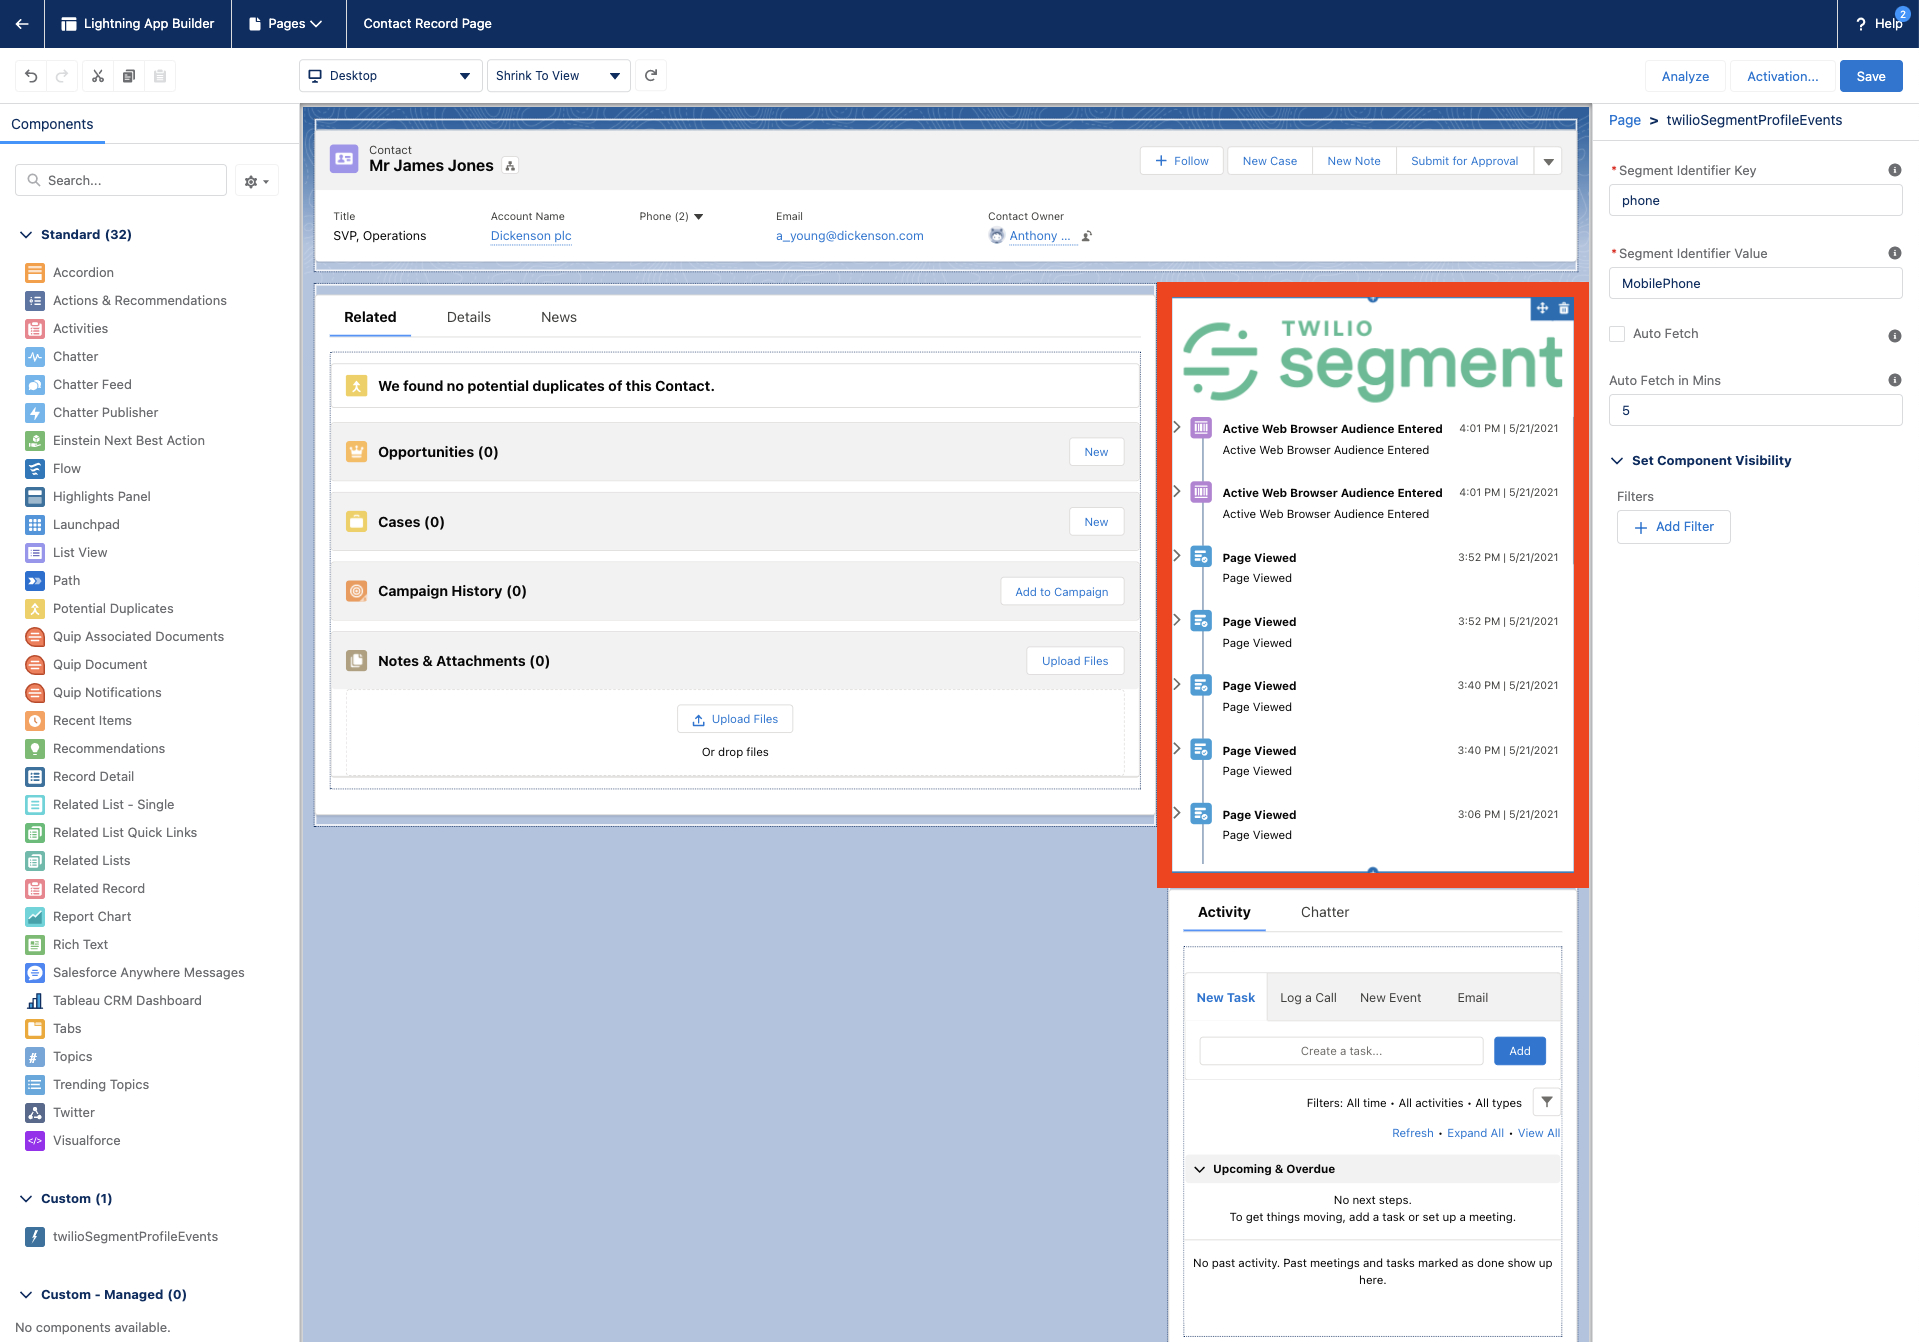 Lightning App Builder
Pages
Contact Record Page
? Help
2
Desktop
Shrink To View
Analyze
Activation...
Save
Components
Search...
Standard (32)
Accordion
Actions & Recommendations
Activities
Chatter
Chatter Feed
Chatter Publisher
Einstein Next Best Action
Flow
Highlights Panel
Launchpad
List View
Path
Potential Duplicates
Quip Associated Documents
Quip Document
Quip Notifications
Recent Items
Recommendations
Record Detail
Related List - Single
Related List Quick Links
Related Lists
Related Record
Report Chart
Rich Text
Salesforce Anywhere Messages
Tableau CRM Dashboard
Tabs
Topics
Trending Topics
Twitter
Visualforce
Custom (1)
twilioSegmentProfileEvents
Custom - Managed (0)
No components available.
Contact
Mr James Jones
+ Follow
New Case
New Note
Submit for Approval
Title
SVP, Operations
Account Name
Dickenson plc
Phone (2)
Email
a_young@dickenson.com
Contact Owner
Anthony ...
Related
Details
News
We found no potential duplicates of this Contact.
Opportunities (0)
New
Cases (0)
New
Campaign History (0)
Add to Campaign
Notes & Attachments (0)
Upload Files
Upload Files
Or drop files
TWILIO
segment
Active Web Browser Audience Entered 4:01 PM | 5/21/2021
Active Web Browser Audience Entered
Active Web Browser Audience Entered 4:01 PM | 5/21/2021
Active Web Browser Audience Entered
Page Viewed 3:52 PM | 5/21/2021
Page Viewed
Page Viewed 3:52 PM | 5/21/2021
Page Viewed
Page Viewed 3:40 PM | 5/21/2021
Page Viewed
Page Viewed 3:40 PM | 5/21/2021
Page Viewed
Page Viewed 3:06 PM | 5/21/2021
Page Viewed
Activity
Chatter
New Task
Log a Call
New Event
Email
Create a task...
Add
Filters: All time • All activities • All types
Refresh • Expand All • View All
Upcoming & Overdue
No next steps.
To get things moving, add a task or set up a meeting.
No past activity. Past meetings and tasks marked as done show up
here.
Page > twilioSegmentProfileEvents
* Segment Identifier Key
phone
* Segment Identifier Value
MobilePhone
Auto Fetch
Auto Fetch in Mins
5
Set Component Visibility
Filters
+ Add Filter